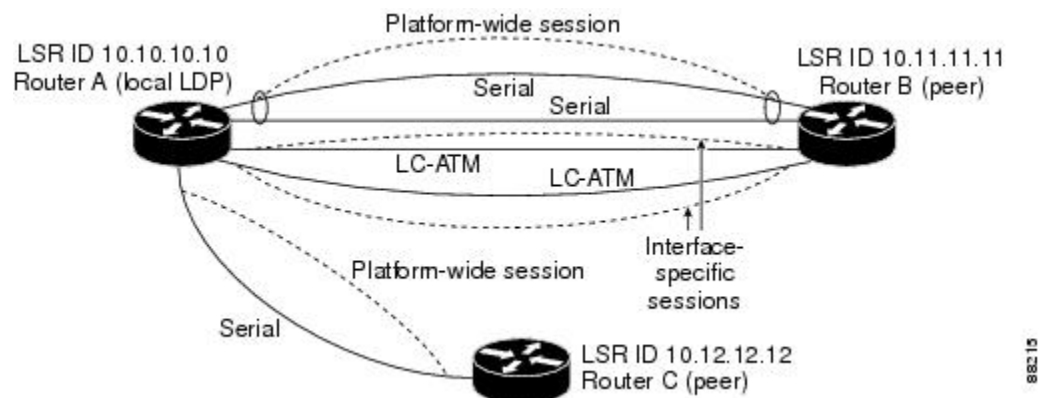 Platform-wide session
LSR ID 10.10.10.10
Router A (local LDP)
LSR ID 10.11.11.11
Router B (peer)
Serial
Serial
LC-ATM
LC-ATM
Interface-
specific
sessions
Platform-wide session
Serial
LSR ID 10.12.12.12
Router C (peer)
88215